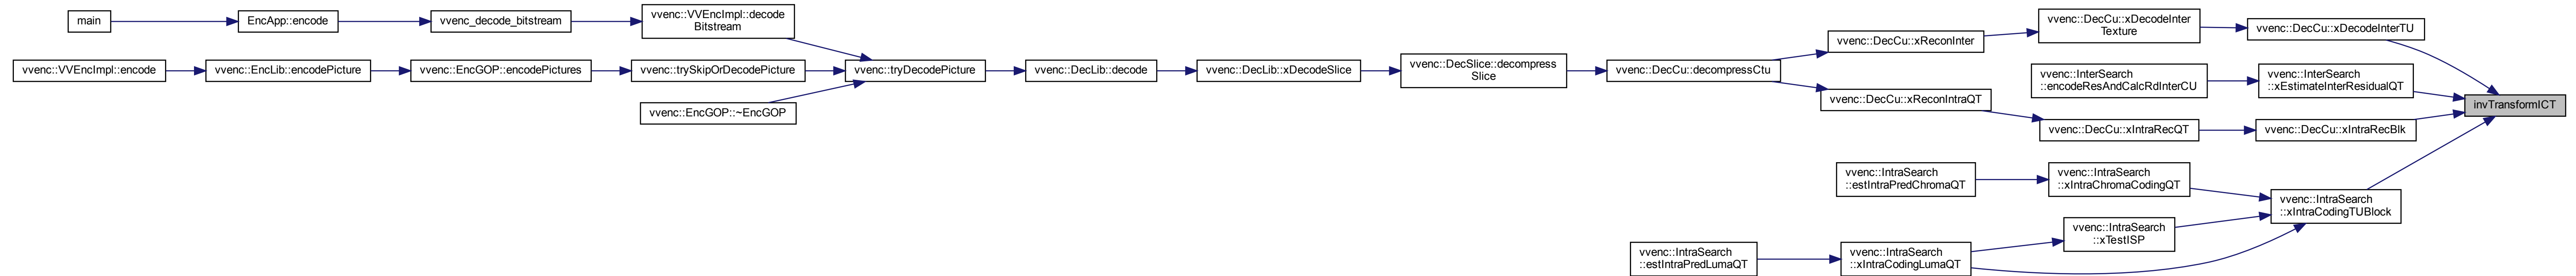 main
EncApp::encode
vvenc_decode_bitstream
vvenc::VVEncImpl::decode
Bitstream
vvenc::VVEncImpl::encode
vvenc::EncLib::encodePicture
vvenc::EncGOP::encodePictures
vvenc::trySkipOrDecodePicture
vvenc::EncGOP::~EncGOP
vvenc::tryDecodePicture
vvenc::DecLib::decode
vvenc::DecLib::xDecodeSlice
vvenc::DecSlice::decompress
Slice
vvenc::DecCu::decompressCtu
vvenc::DecCu::xReconInter
vvenc::DecCu::xDecodeInter
Texture
vvenc::DecCu::xDecodeInterTU
vvenc::InterSearch
::encodeResAndCalcRdInterCU
vvenc::InterSearch
::xEstimateInterResidualQT
vvenc::DecCu::xReconIntraQT
vvenc::DecCu::xIntraRecQT
vvenc::DecCu::xIntraRecBlk
invTransformICT
vvenc::IntraSearch
::estIntraPredChromaQT
vvenc::IntraSearch
::xIntraChromaCodingQT
vvenc::IntraSearch
::xIntraCodingTUBlock
vvenc::IntraSearch
::xTestISP
vvenc::IntraSearch
::estIntraPredLumaQT
vvenc::IntraSearch
::xIntraCodingLumaQT